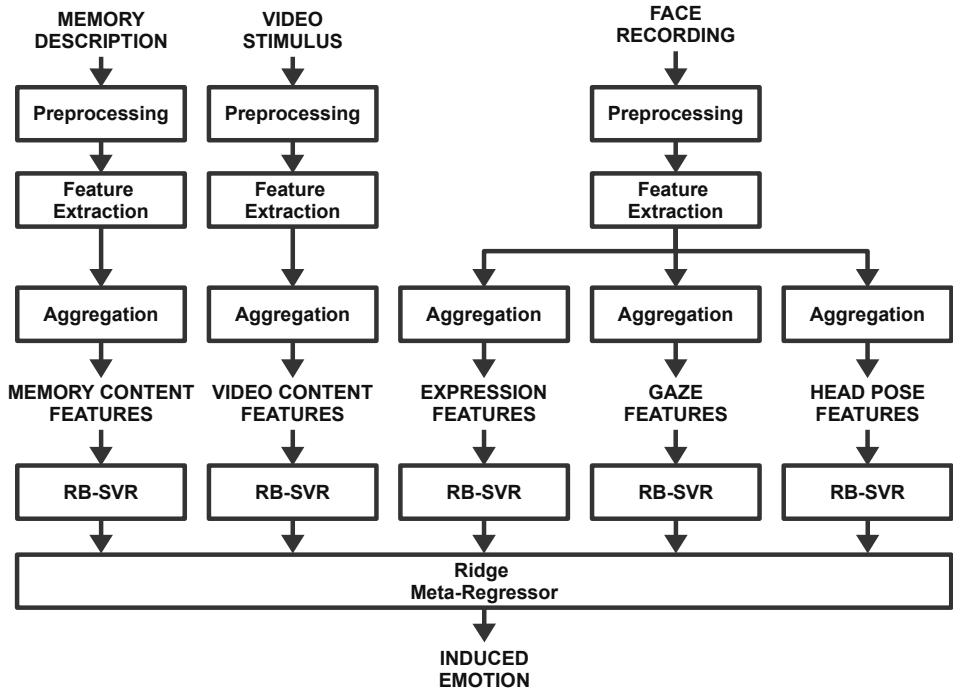 MEMORY
DESCRIPTION
VIDEO
STIMULUS
FACE
RECORDING
Preprocessing
Preprocessing
Preprocessing
Feature
Extraction
Feature
Extraction
Feature
Extraction
Aggregation
Aggregation
Aggregation
Aggregation
Aggregation
MEMORY CONTENT
FEATURES
VIDEO CONTENT
FEATURES
EXPRESSION
FEATURES
GAZE
FEATURES
HEAD POSE
FEATURES
RB-SVR
RB-SVR
RB-SVR
RB-SVR
RB-SVR
Ridge
Meta-Regressor
INDUCED
EMOTION